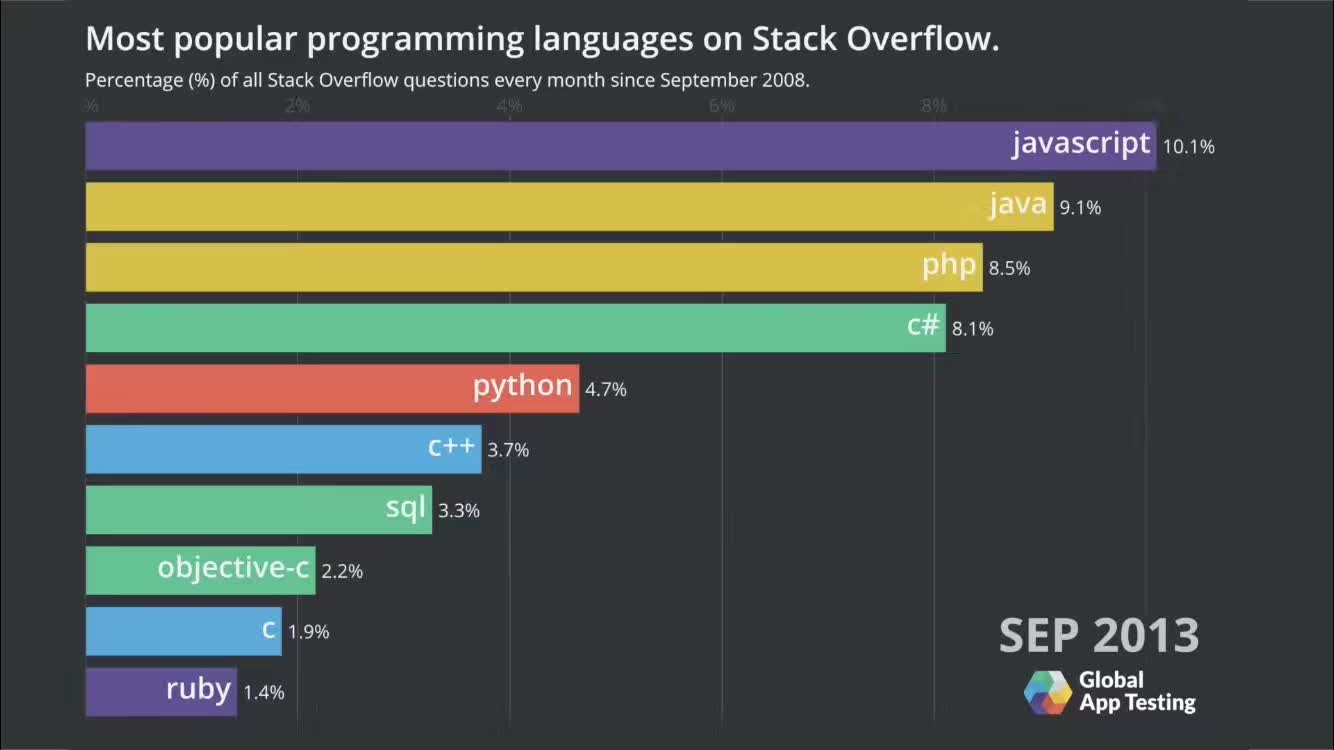 Most popular programming languages on Stack Overflow.
Percentage (%) of all Stack Overflow questions every month since September 2008.
% 2% 4% 6% 8%
javascript 10.1%
java 9.1%
php 8.5%
c# 8.1%
python 4.7%
c++ 3.7%
sql 3.3%
objective-c 2.2%
c 1.9%
ruby 1.4%
SEP 2013
Global
App Testing